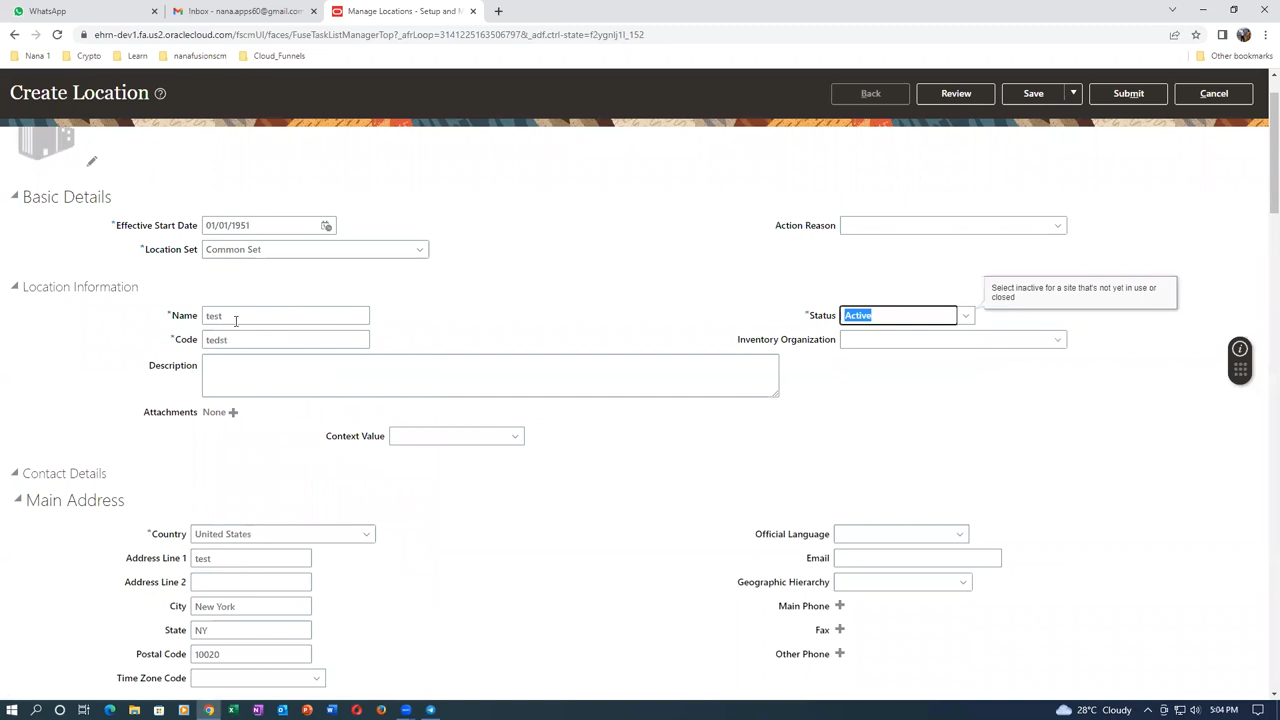 WhatsApp
Inbox - nana.apps60@gmail.com
Manage Locations - Setup and M
ehrm-dev1.fa.us2.oraclecloud.com/fscmUI/faces/FuseTaskListManagerTop?_afrLoop=31412251635067978&_adf.ctrl-state=f2ygnlj1l_152
Nana 1
Crypto
Learn
nanafusionscm
Cloud_Funnels
Other bookmarks
Create Location
Back
Review
Save
Submit
Cancel
Basic Details
*Effective Start Date 01/01/1951
Action Reason
*Location Set Common Set
Location Information
Select inactive for a site that's not yet in use or
closed
*Name test
*Status Active
*Code tedst
Inventory Organization
Description
Attachments None
Context Value
Contact Details
Main Address
*Country United States
Official Language
Address Line 1 test
Email
Address Line 2
Geographic Hierarchy
City New York
Main Phone
State NY
Fax
Postal Code 10020
Other Phone
Time Zone Code
28°C Cloudy
5:04 PM